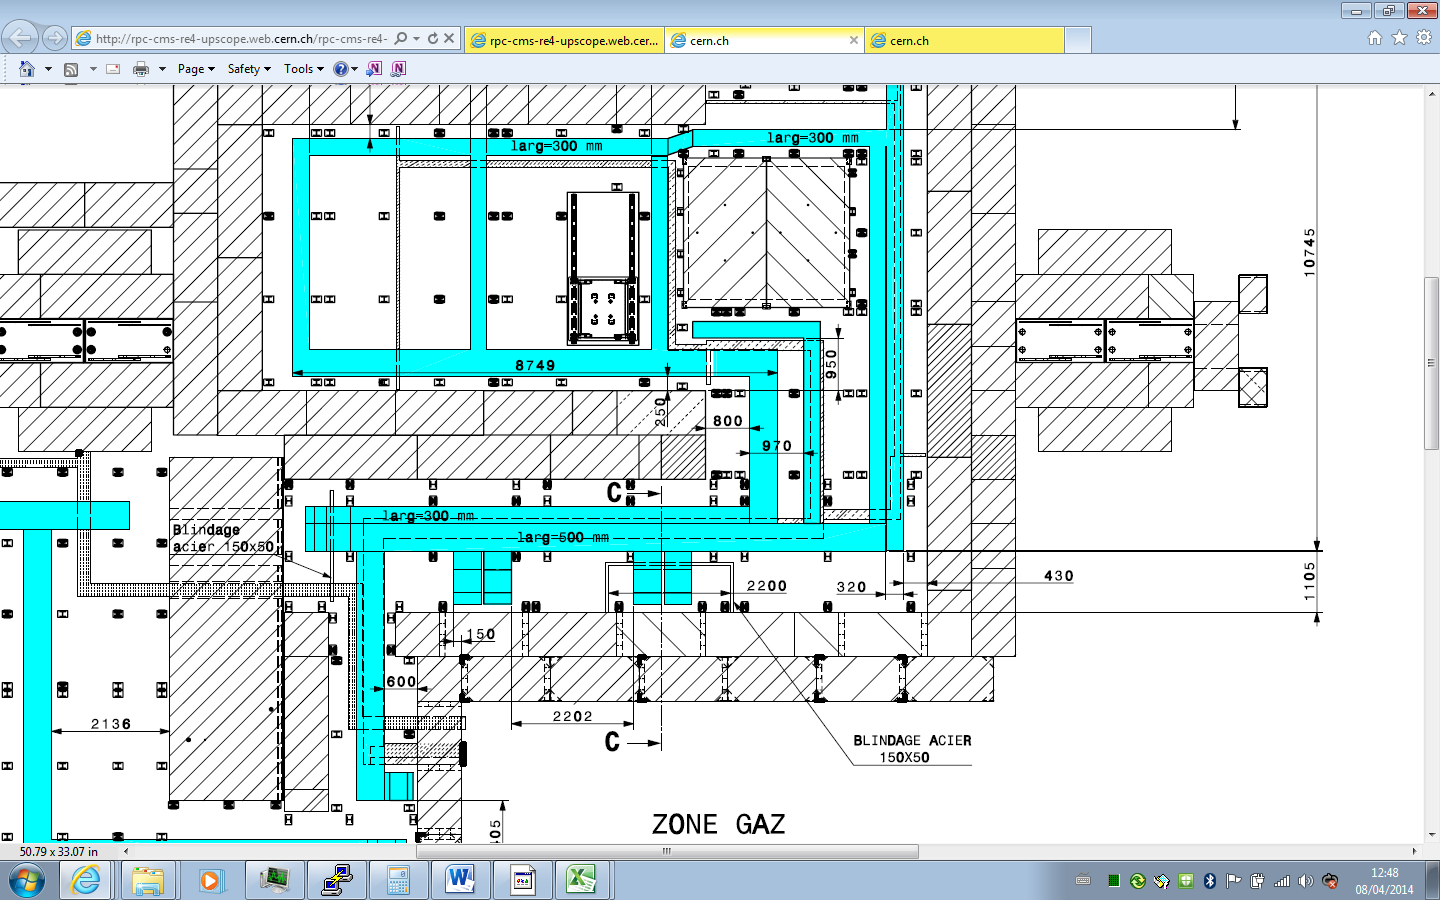 http://rpc-cms-re4-upscope.web.cern.ch/rpc-cms-re4-
rpc-cms-re4-upscope.web.cer...
cern.ch
cern.ch
Page
Safety
Tools
larg=300 mm
larg=300 mm
10745
8749
950
250
800
970
C
larg=300 mm
larg=500 mm
Blindage
acier 150x50
2200
320
430
1105
150
600
2202
2136
C
BLINDAGE ACIER
150X50
ZONE GAZ
50.79 x 33.07 in
12:48
08/04/2014